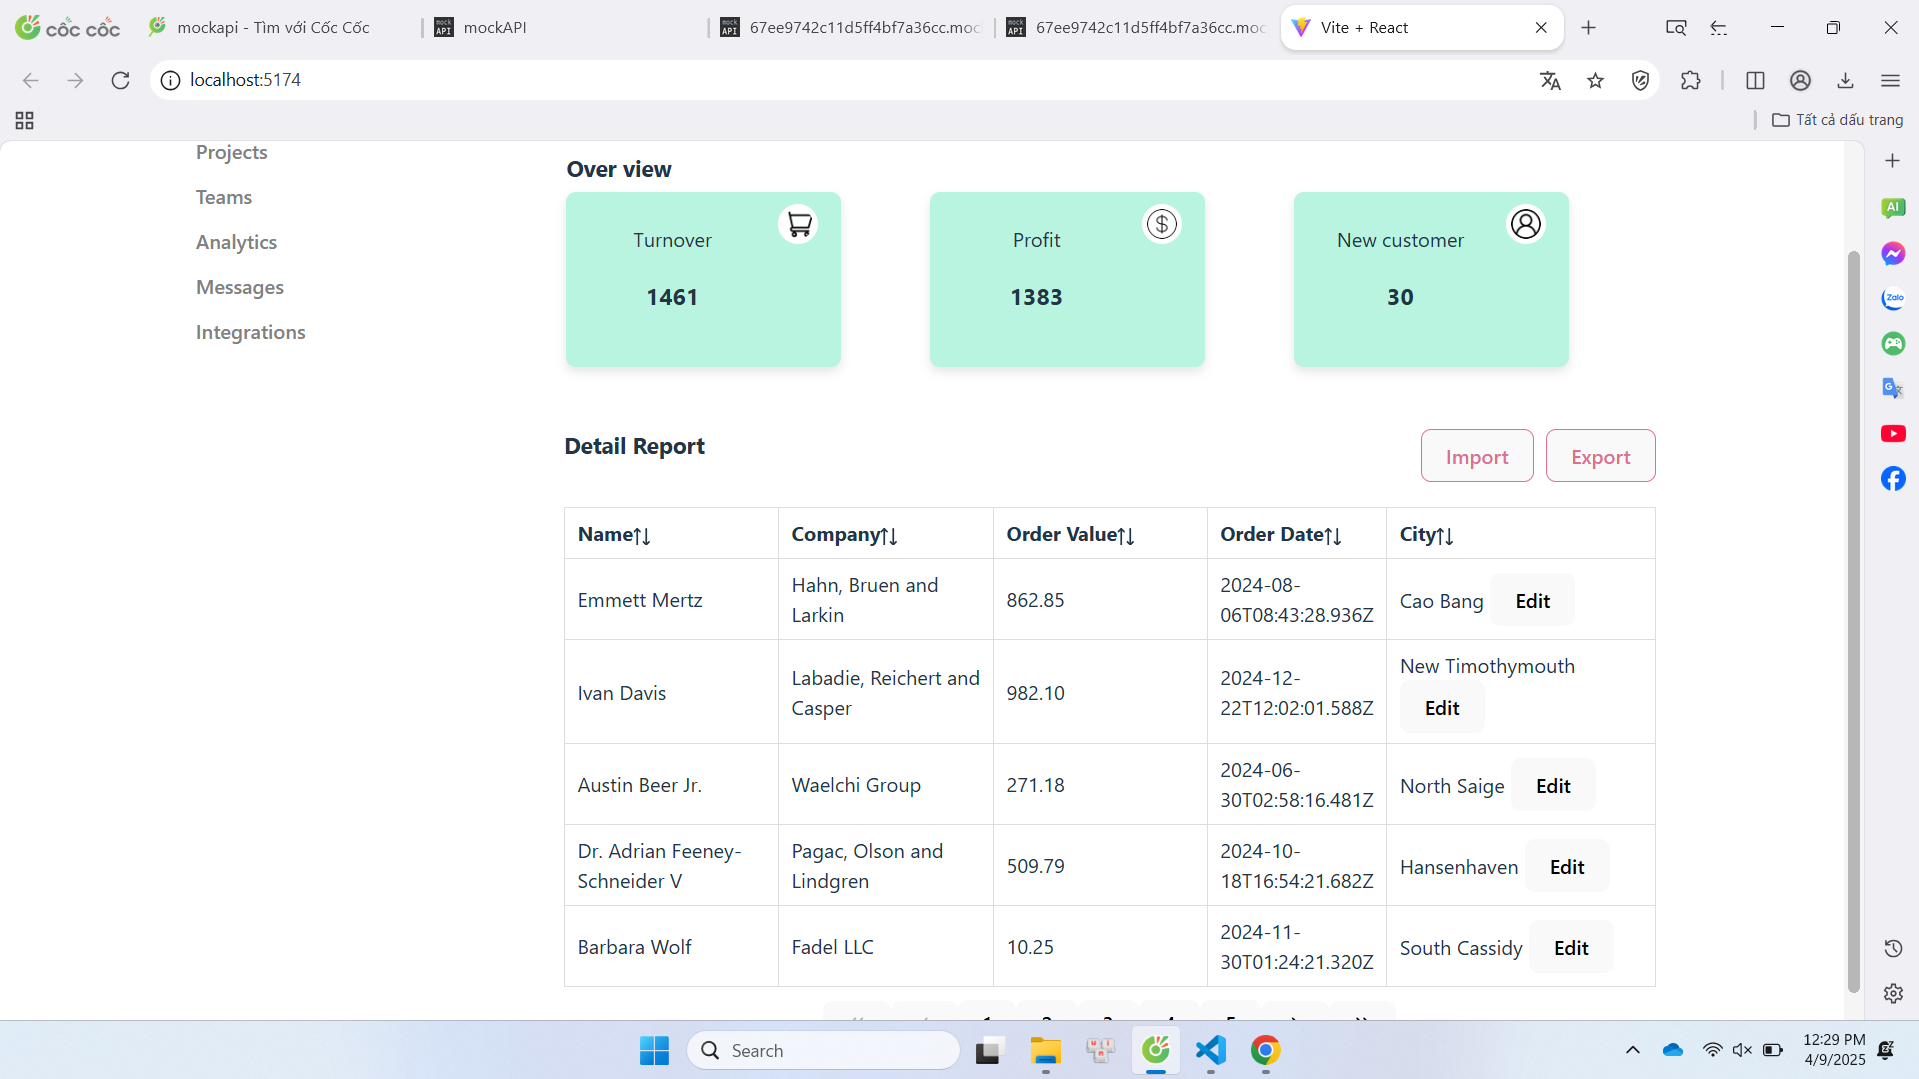 cốc cốc
mockapi - Tìm với Cốc Cốc
mockAPI
67ee9742c11d5ff4bf7a36cc.moc
67ee9742c11d5ff4bf7a36cc.moc
Vite + React
localhost:5174
Tất cả dấu trang
Projects
Teams
Analytics
Messages
Integrations
Over view
Turnover
1461
Profit
1383
New customer
30
Detail Report
Import
Export
Name↑↓ Company↑↓ Order Value↑↓ Order Date↑↓ City↑↓
Emmett Mertz
Hahn, Bruen and
Larkin
862.85
2024-08-
06T08:43:28.936Z
Cao Bang Edit
Ivan Davis
Labadie, Reichert and
Casper
982.10
2024-12-
22T12:02:01.588Z
New Timothymouth
Edit
Austin Beer Jr.
Waelchi Group
271.18
2024-06-
30T02:58:16.481Z
North Saige Edit
Dr. Adrian Feeney-
Schneider V
Pagac, Olson and
Lindgren
509.79
2024-10-
18T16:54:21.682Z
Hansenhaven Edit
Barbara Wolf
Fadel LLC
10.25
2024-11-
30T01:24:21.320Z
South Cassidy Edit
1 2 3 4 5
AI
Zalo
Search
12:29 PM
4/9/2025